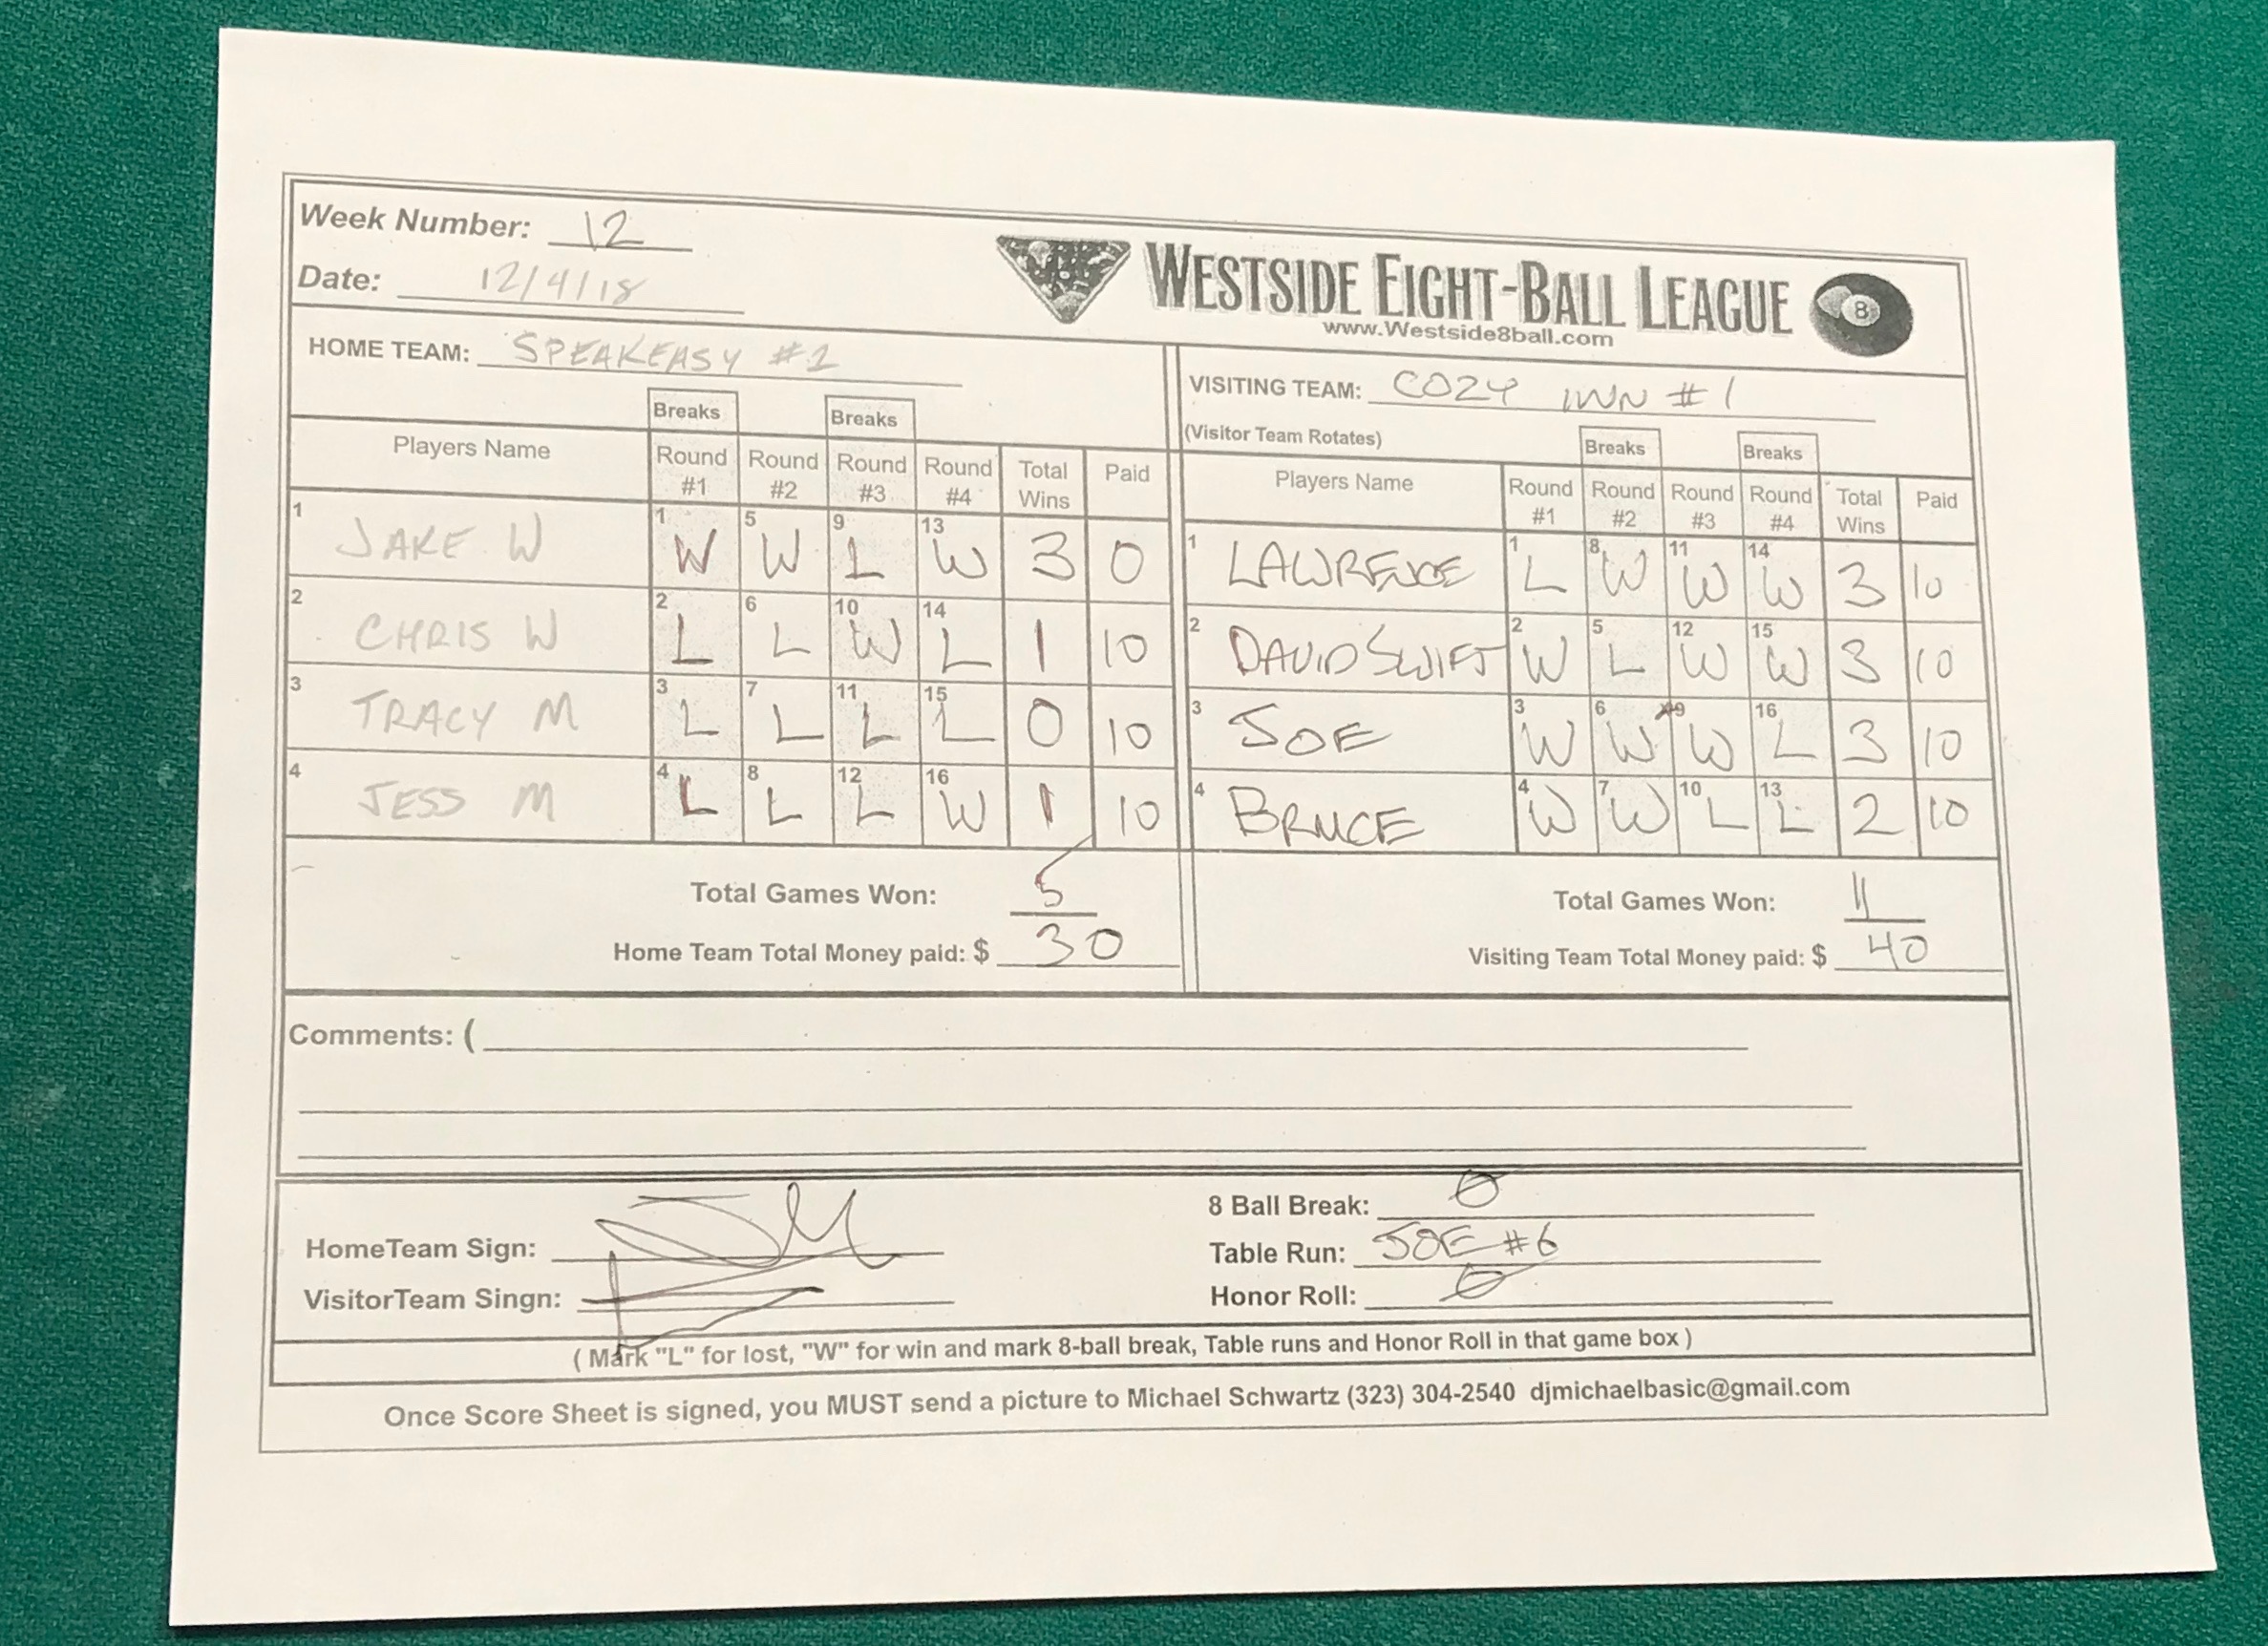 Week Number: 12
Date: 12/4/18
WESTSIDE EIGHT-BALL LEAGUE 8
www.Westside8ball.com
HOME TEAM: SPEAKEASY #1
VISITING TEAM: COZY INN #1
(Visitor Team Rotates)
Breaks Breaks Breaks Breaks
Players Name Round #1 Round #2 Round #3 Round #4 Total Wins Paid
1 JAKE W 1 W 5 W 9 L 13 W 3 0
2 CHRIS W 2 L 6 L 10 W 14 L 1 10
3 TRACY M 3 L 7 L 11 L 15 L 0 10
4 JESS M 4 L 8 L 12 L 16 W 1 10
Total Games Won: 5
Home Team Total Money paid: $ 30
Players Name Round #1 Round #2 Round #3 Round #4 Total Wins Paid
1 LAWRENCE 1 L 8 W 11 W 14 W 3 10
2 DAVID SWIFT 2 W 5 L 12 W 15 W 3 10
3 JOE 3 W 6 W 9 W 16 L 3 10
4 BRUCE 4 W 7 W 10 L 13 L 2 10
Total Games Won: 11
Visiting Team Total Money paid: $ 40
Comments: (
HomeTeam Sign:
VisitorTeam Singn:
8 Ball Break: 0
Table Run: JOE #6
Honor Roll: 0
( Mark "L" for lost, "W" for win and mark 8-ball break, Table runs and Honor Roll in that game box )
Once Score Sheet is signed, you MUST send a picture to Michael Schwartz (323) 304-2540 djmichaelbasic@gmail.com